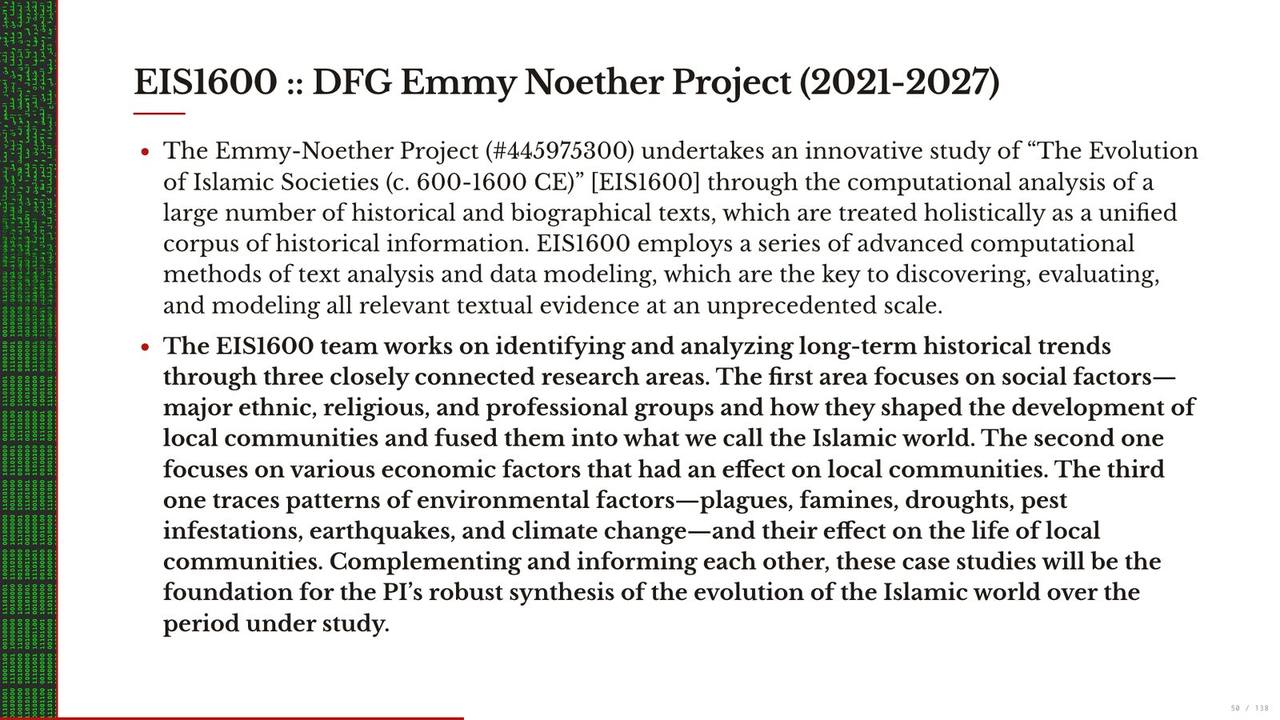 EIS1600 :: DFG Emmy Noether Project (2021-2027)
• The Emmy-Noether Project (#445975300) undertakes an innovative study of “The Evolution
of Islamic Societies (c. 600-1600 CE)” [EIS1600] through the computational analysis of a
large number of historical and biographical texts, which are treated holistically as a unified
corpus of historical information. EIS1600 employs a series of advanced computational
methods of text analysis and data modeling, which are the key to discovering, evaluating,
and modeling all relevant textual evidence at an unprecedented scale.
• The EIS1600 team works on identifying and analyzing long-term historical trends
through three closely connected research areas. The first area focuses on social factors—
major ethnic, religious, and professional groups and how they shaped the development of
local communities and fused them into what we call the Islamic world. The second one
focuses on various economic factors that had an effect on local communities. The third
one traces patterns of environmental factors—plagues, famines, droughts, pest
infestations, earthquakes, and climate change—and their effect on the life of local
communities. Complementing and informing each other, these case studies will be the
foundation for the PI’s robust synthesis of the evolution of the Islamic world over the
period under study.
50 / 138